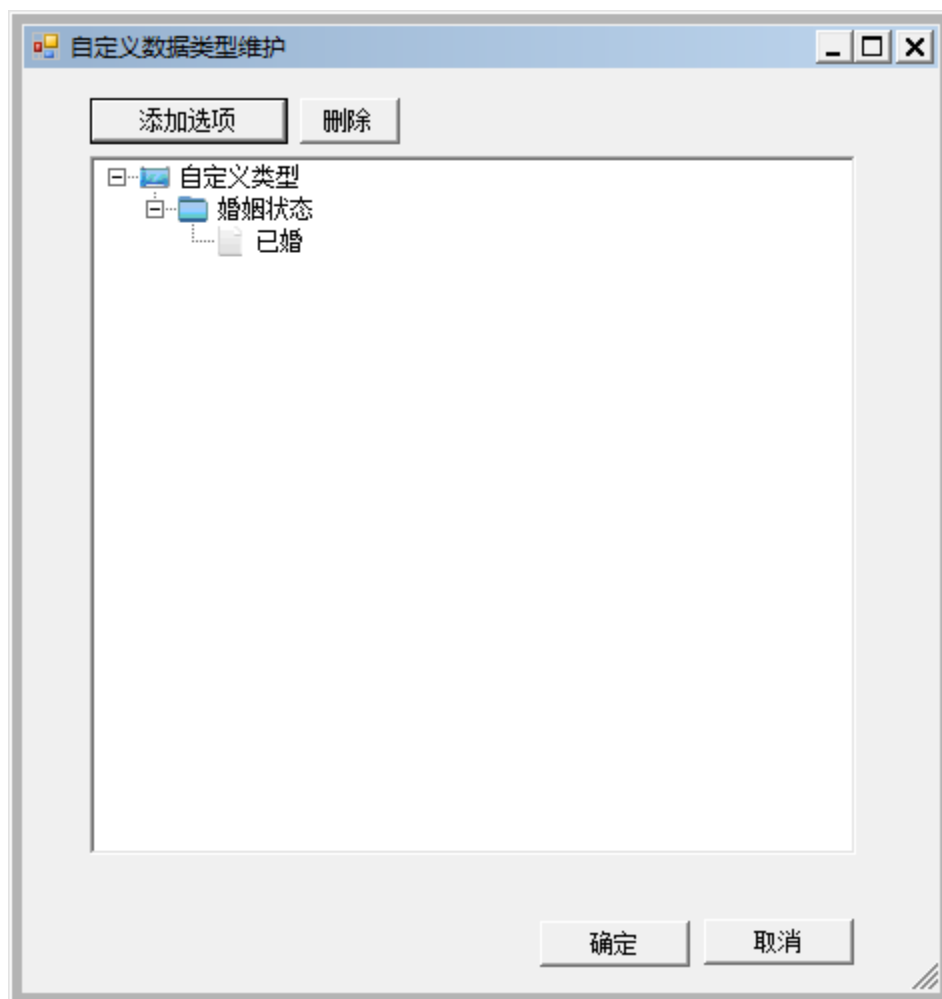 自定义数据类型维护
添加选项 删除
自定义类型
婚姻状态
已婚
确定 取消